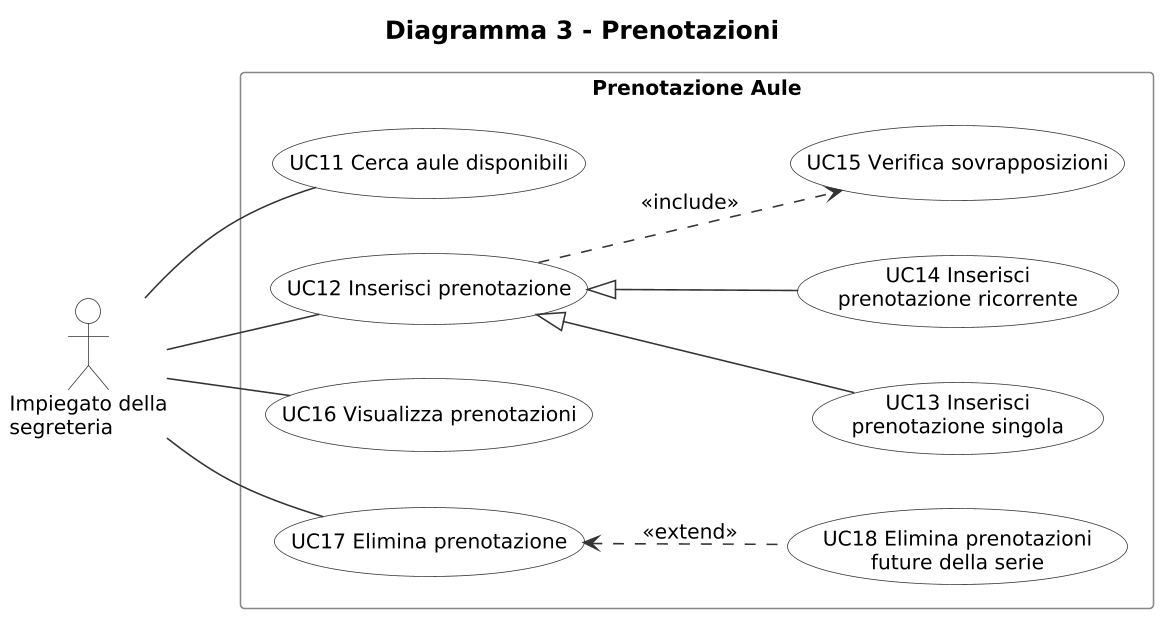 Diagramma 3 - Prenotazioni
Prenotazione Aule
UC11 Cerca aule disponibili
UC15 Verifica sovrapposizioni
«include»
UC12 Inserisci prenotazione
UC14 Inserisci
prenotazione ricorrente
Impiegato della
segreteria
UC16 Visualizza prenotazioni
UC13 Inserisci
prenotazione singola
UC17 Elimina prenotazione
«extend»
UC18 Elimina prenotazioni
future della serie